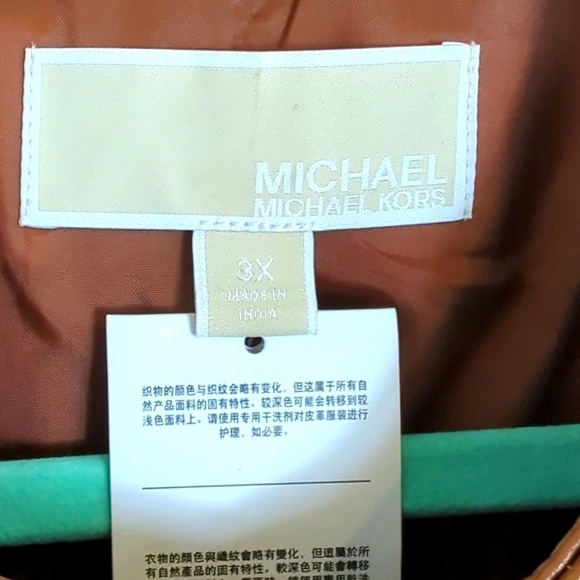 MICHAEL
MICHAEL KORS
3X
MADE IN
INDIA
织物的颜色与织纹会略有变化，但这属于所有自
然产品面料的固有特性。较深色可能会转移到较
浅色面料上。请使用专用干洗剂对皮革服装进行
护理，如必要。
衣物的顏色與織紋會略有變化，但這屬於所
有自然產品的固有特性。較深色可能會轉移